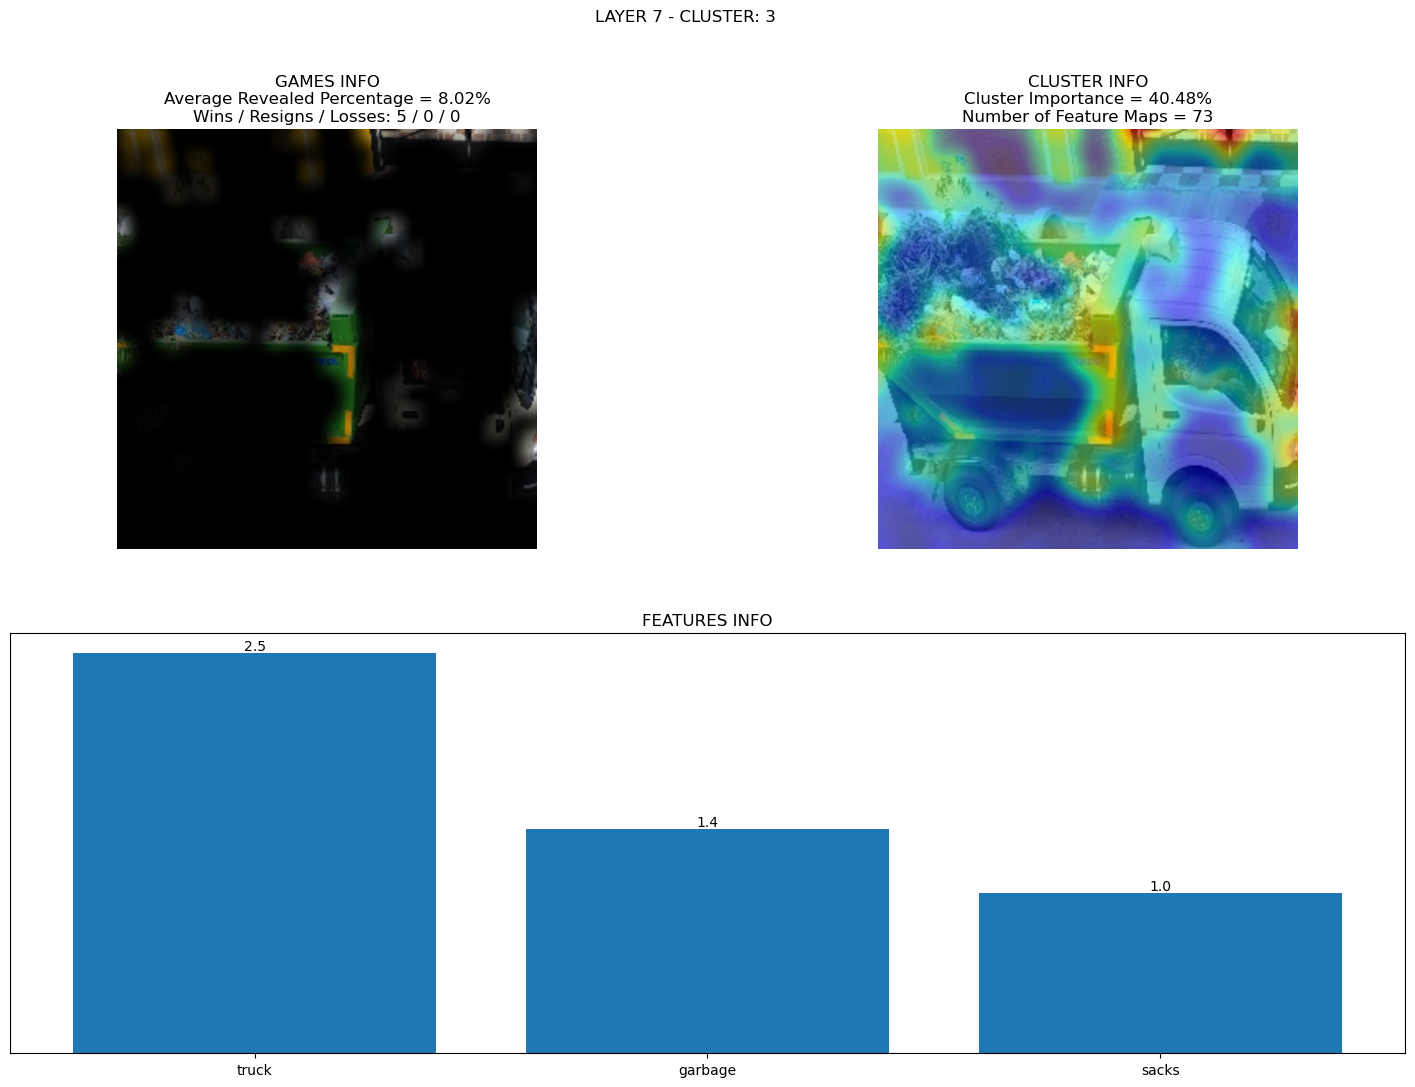 LAYER 7 - CLUSTER: 3
GAMES INFO
Average Revealed Percentage = 8.02%
Wins / Resigns / Losses: 5 / 0 / 0
CLUSTER INFO
Cluster Importance = 40.48%
Number of Feature Maps = 73
FEATURES INFO
2.5
1.4
1.0
truck
garbage
sacks